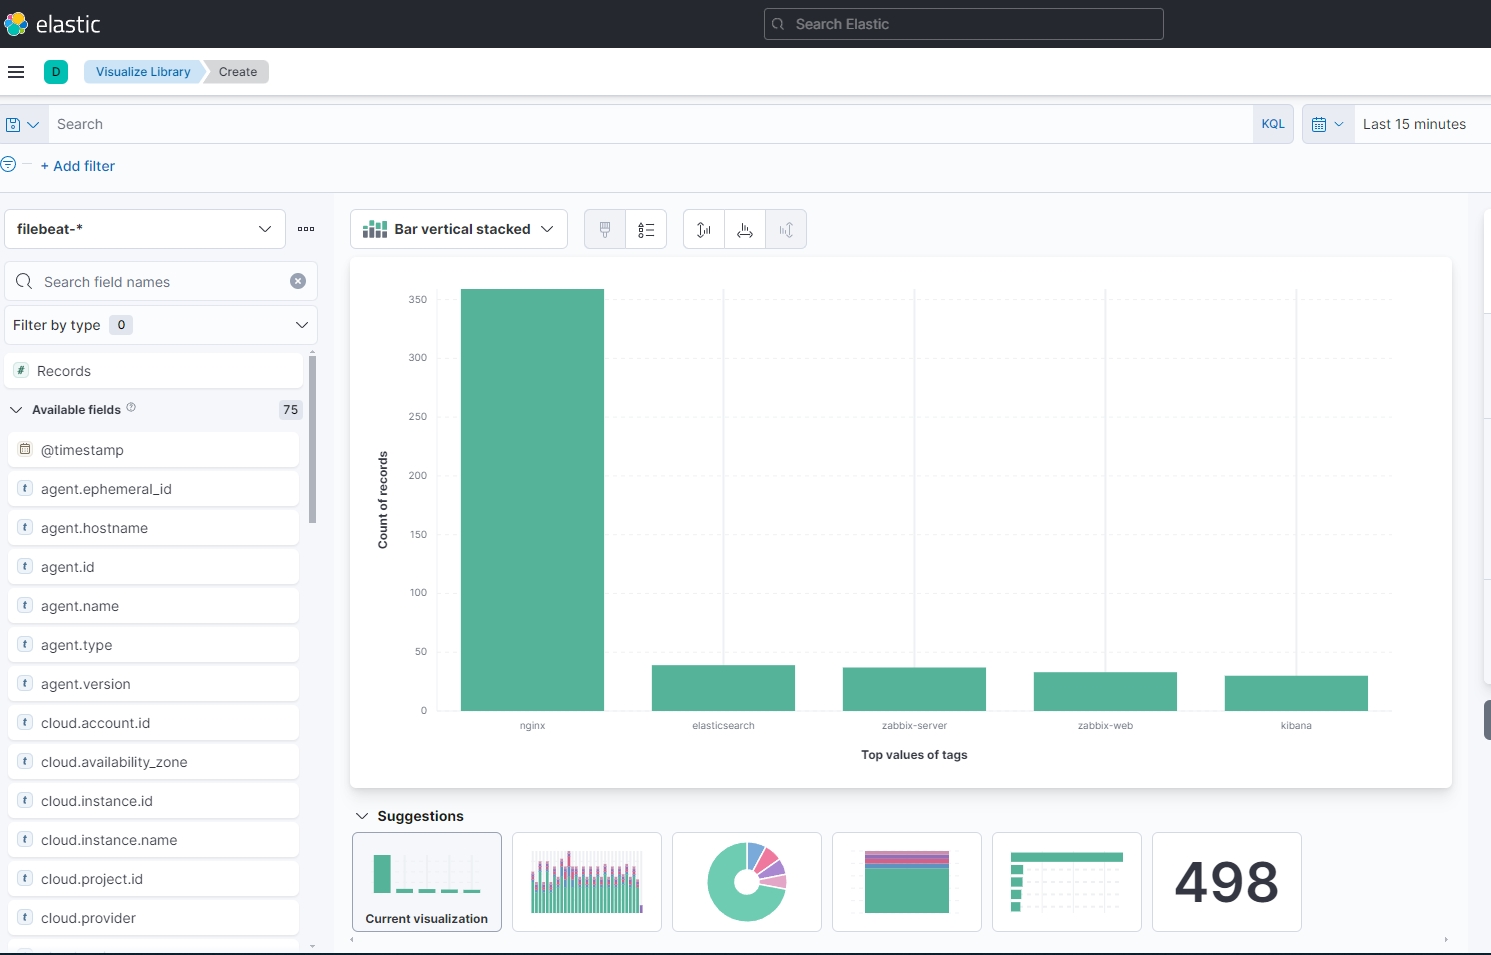 elastic
Search Elastic
D
Visualize Library
Create
Search
KQL
Last 15 minutes
+ Add filter
filebeat-*
Bar vertical stacked
Search field names
Filter by type 0
# Records
Available fields 75
@timestamp
t agent.ephemeral_id
t agent.hostname
t agent.id
t agent.name
t agent.type
t agent.version
t cloud.account.id
t cloud.availability_zone
t cloud.instance.id
t cloud.instance.name
t cloud.project.id
t cloud.provider
Count of records
350
300
250
200
150
100
50
0
nginx
elasticsearch
zabbix-server
zabbix-web
kibana
Top values of tags
Suggestions
Current visualization
498